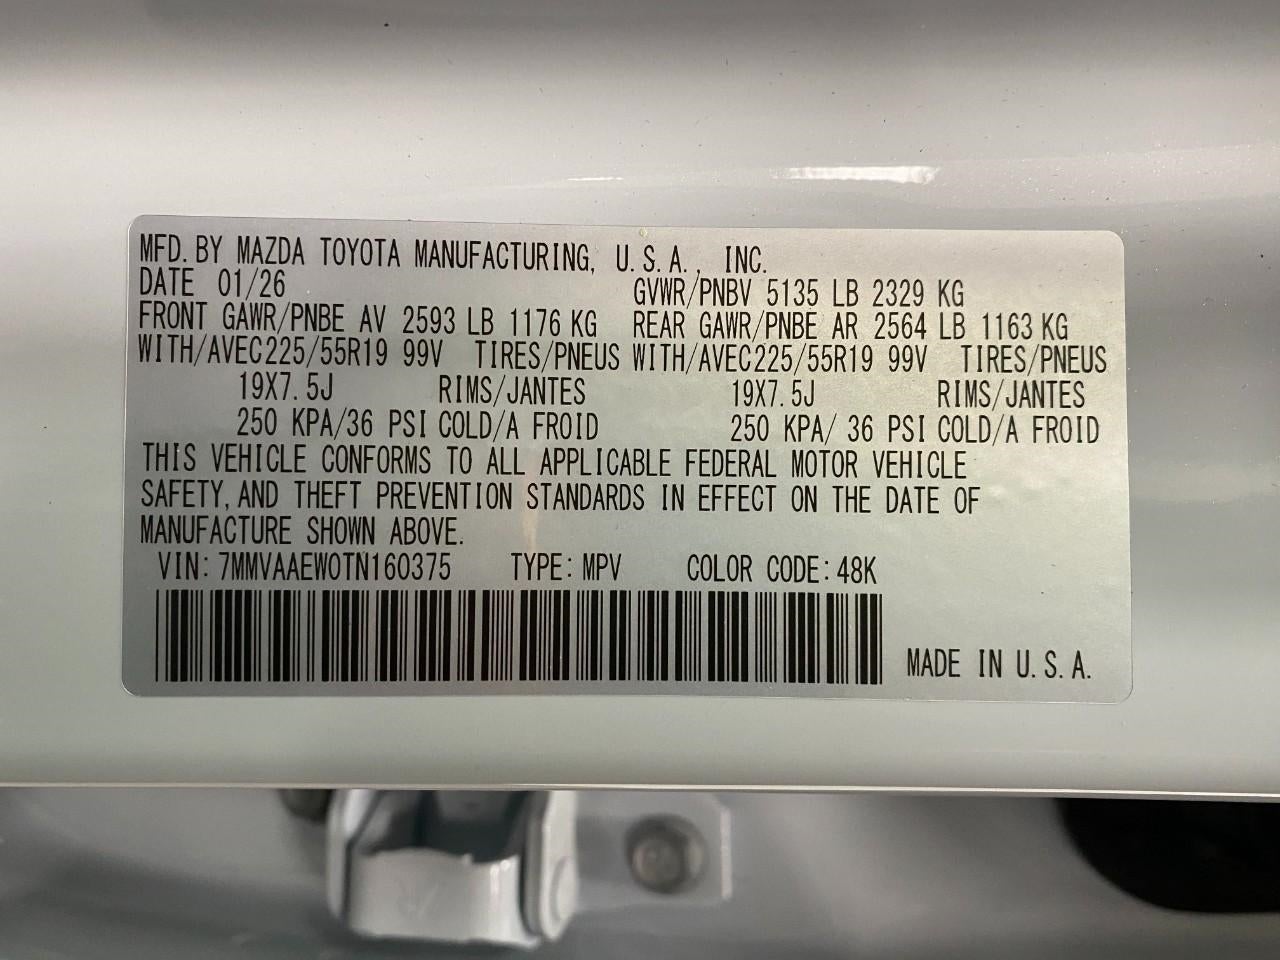 MFD. BY MAZDA TOYOTA MANUFACTURING, U.S.A., INC.
DATE 01/26 GVWR/PNBV 5135 LB 2329 KG
FRONT GAWR/PNBE AV 2593 LB 1176 KG REAR GAWR/PNBE AR 2564 LB 1163 KG
WITH/AVEC 225/55R19 99V TIRES/PNEUS WITH/AVEC 225/55R19 99V TIRES/PNEUS
19X7.5J RIMS/JANTES 19X7.5J RIMS/JANTES
250 KPA/36 PSI COLD/A FROID 250 KPA/ 36 PSI COLD/A FROID
THIS VEHICLE CONFORMS TO ALL APPLICABLE FEDERAL MOTOR VEHICLE
SAFETY, AND THEFT PREVENTION STANDARDS IN EFFECT ON THE DATE OF
MANUFACTURE SHOWN ABOVE.
VIN: 7MMVAAEW0TN160375 TYPE: MPV COLOR CODE: 48K
MADE IN U.S.A.